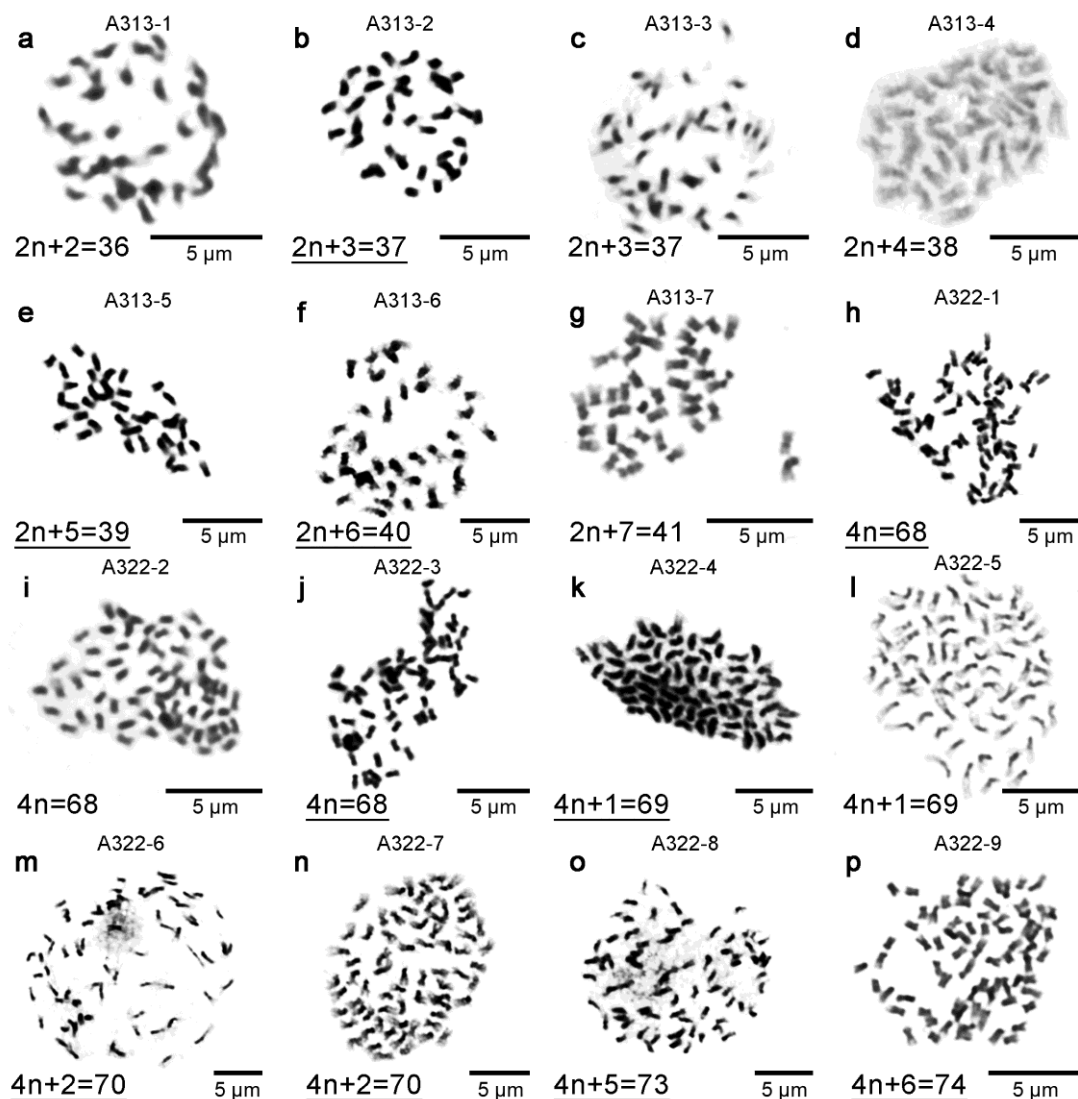 A313-1
A313-2
A313-3
A313-4
a
b
c
d
2n+2=36
5 µm
2n+3=37
5 µm
2n+3=37
5 µm
2n+4=38
5 µm
A313-5
A313-6
A313-7
A322-1
e
f
g
h
2n+5=39
5 µm
2n+6=40
5 µm
2n+7=41
5 µm
4n=68
5 µm
A322-2
A322-3
A322-4
A322-5
i
j
k
l
4n=68
5 µm
4n=68
5 µm
4n+1=69
5 µm
4n+1=69
5 µm
A322-6
A322-7
A322-8
A322-9
m
n
o
p
4n+2=70
5 µm
4n+2=70
5 µm
4n+5=73
5 µm
4n+6=74
5 µm